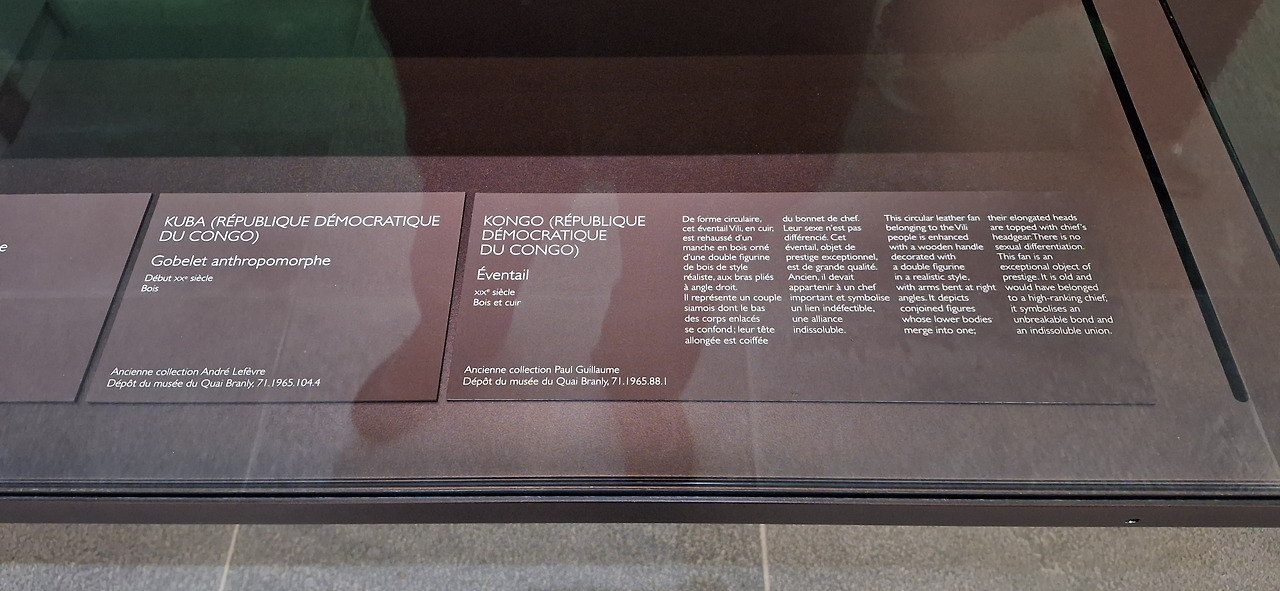 e
KUBA (RÉPUBLIQUE DÉMOCRATIQUE
DU CONGO)
Gobelet anthropomorphe
Début XXᵉ siècle
Bois
Ancienne collection André Lefèvre
Dépôt du musée du Quai Branly, 71.1965.104.4
KONGO (RÉPUBLIQUE
DÉMOCRATIQUE
DU CONGO)
Éventail
XIXᵉ siècle
Bois et cuir
Ancienne collection Paul Guillaume
Dépôt du musée du Quai Branly, 71.1965.88.1
De forme circulaire,
cet éventail Vili, en cuir,
est rehaussé d'un
manche en bois orné
d'une double figurine
de bois de style
réaliste, aux bras pliés
à angle droit.
Il représente un couple
siamois dont le bas
des corps enlacés
se confond ; leur tête
allongée est coiffée
du bonnet de chef.
Leur sexe n'est pas
différencié. Cet
éventail, objet de
prestige exceptionnel,
est de grande qualité.
Ancien, il devait
appartenir à un chef
important et symbolise
un lien indéfectible,
une alliance
indissoluble.
This circular leather fan
belonging to the Vili
people is enhanced
with a wooden handle
decorated with
a double figurine
in a realistic style,
with arms bent at right
angles. It depicts
conjoined figures
whose lower bodies
merge into one;
their elongated heads
are topped with chief's
headgear. There is no
sexual differentiation.
This fan is an
exceptional object of
prestige. It is old and
would have belonged
to a high-ranking chief;
it symbolises an
unbreakable bond and
an indissoluble union.